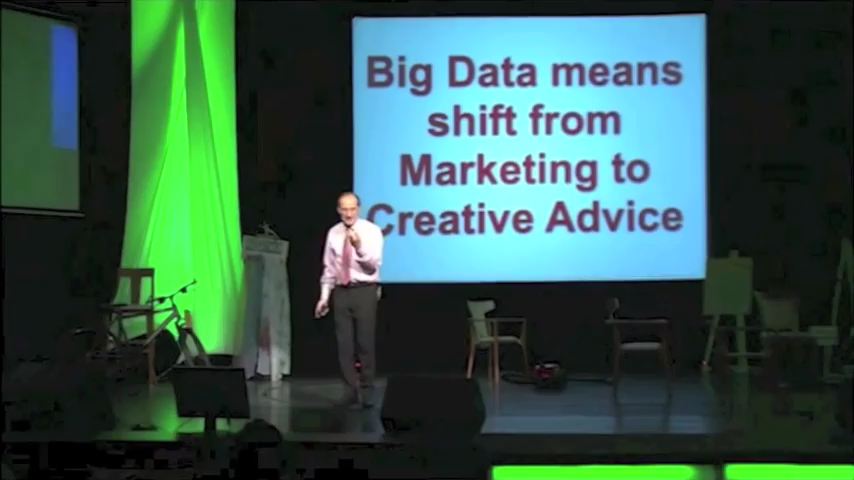 Big Data means
shift from
Marketing to
Creative Advice